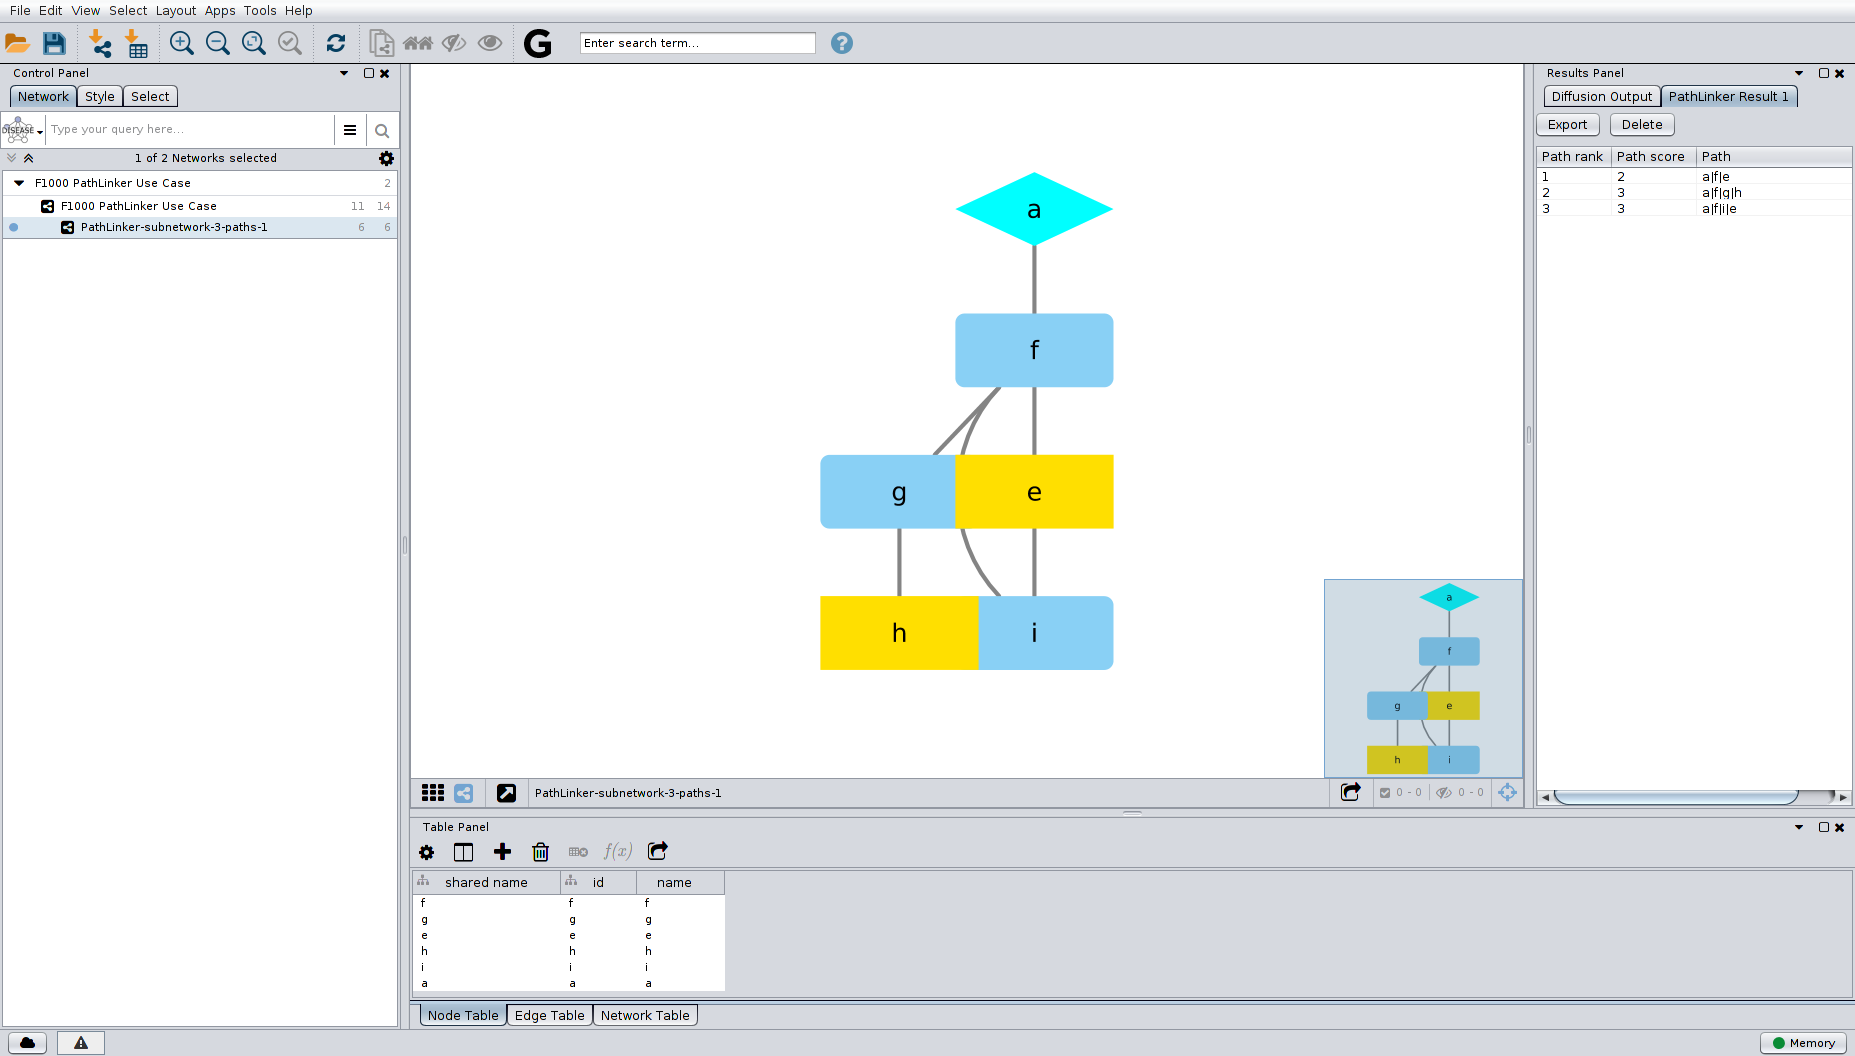 File Edit View Select Layout Apps Tools Help
G
Enter search term...
?
Control Panel
Network Style Select
DISEASE
Type your query here...
1 of 2 Networks selected
F1000 PathLinker Use Case 2
F1000 PathLinker Use Case 11 14
PathLinker-subnetwork-3-paths-1 6 6
a
f
g e
h i
a
f
g e
h i
PathLinker-subnetwork-3-paths-1
0 - 0 0 - 0
Results Panel
Diffusion Output PathLinker Result 1
Export Delete
Path rank Path score Path
1 2 a|f|e
2 3 a|f|g|h
3 3 a|f|i|e
Table Panel
f(x)
shared name id name
f f f
g g g
e e e
h h h
i i i
a a a
Node Table Edge Table Network Table
Memory